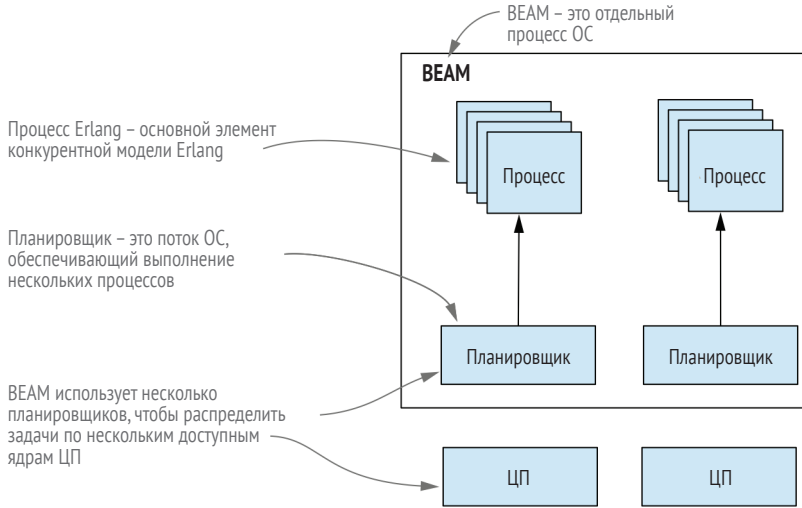 BEAM – это отдельный
процесс ОС
BEAM
Процесс Erlang – основной элемент
конкурентной модели Erlang
Процесс
Процесс
Планировщик – это поток ОС,
обеспечивающий выполнение
нескольких процессов
Планировщик
Планировщик
BEAM использует несколько
планировщиков, чтобы распределить
задачи по нескольким доступным
ядрам ЦП
ЦП
ЦП